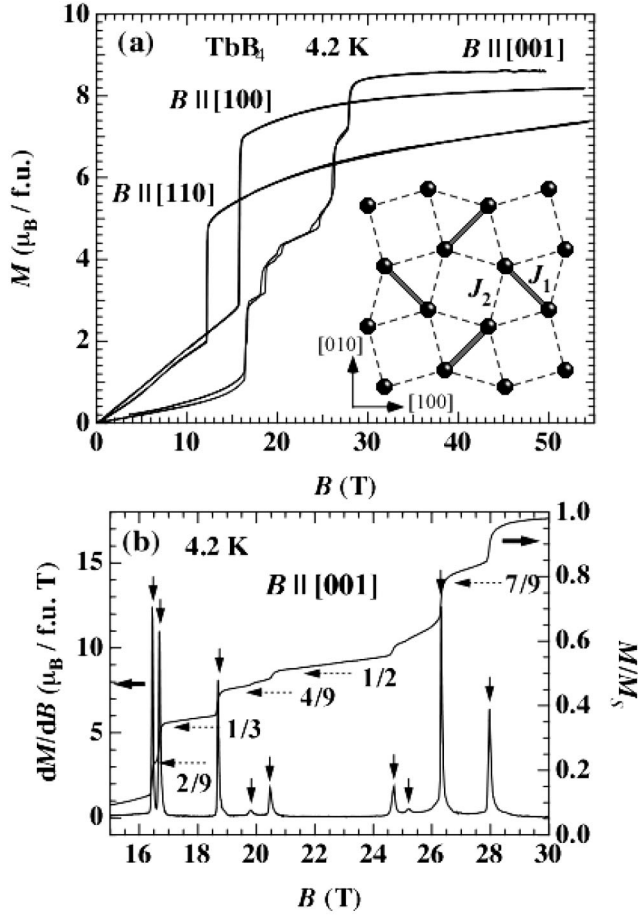 (a) TbB4 4.2 K B || [001]
B || [100]
B || [110]
M (μB / f.u.)
10
8
6
4
2
0
J2 J1
[010]
[100]
0 10 20 30 40 50
B (T)
(b) 4.2 K
B || [001]
7/9
1/2
4/9
1/3
2/9
dM/dB (μB / f.u. T)
15
10
5
0
M/MS
1.0
0.8
0.6
0.4
0.2
0.0
16 18 20 22 24 26 28 30
B (T)